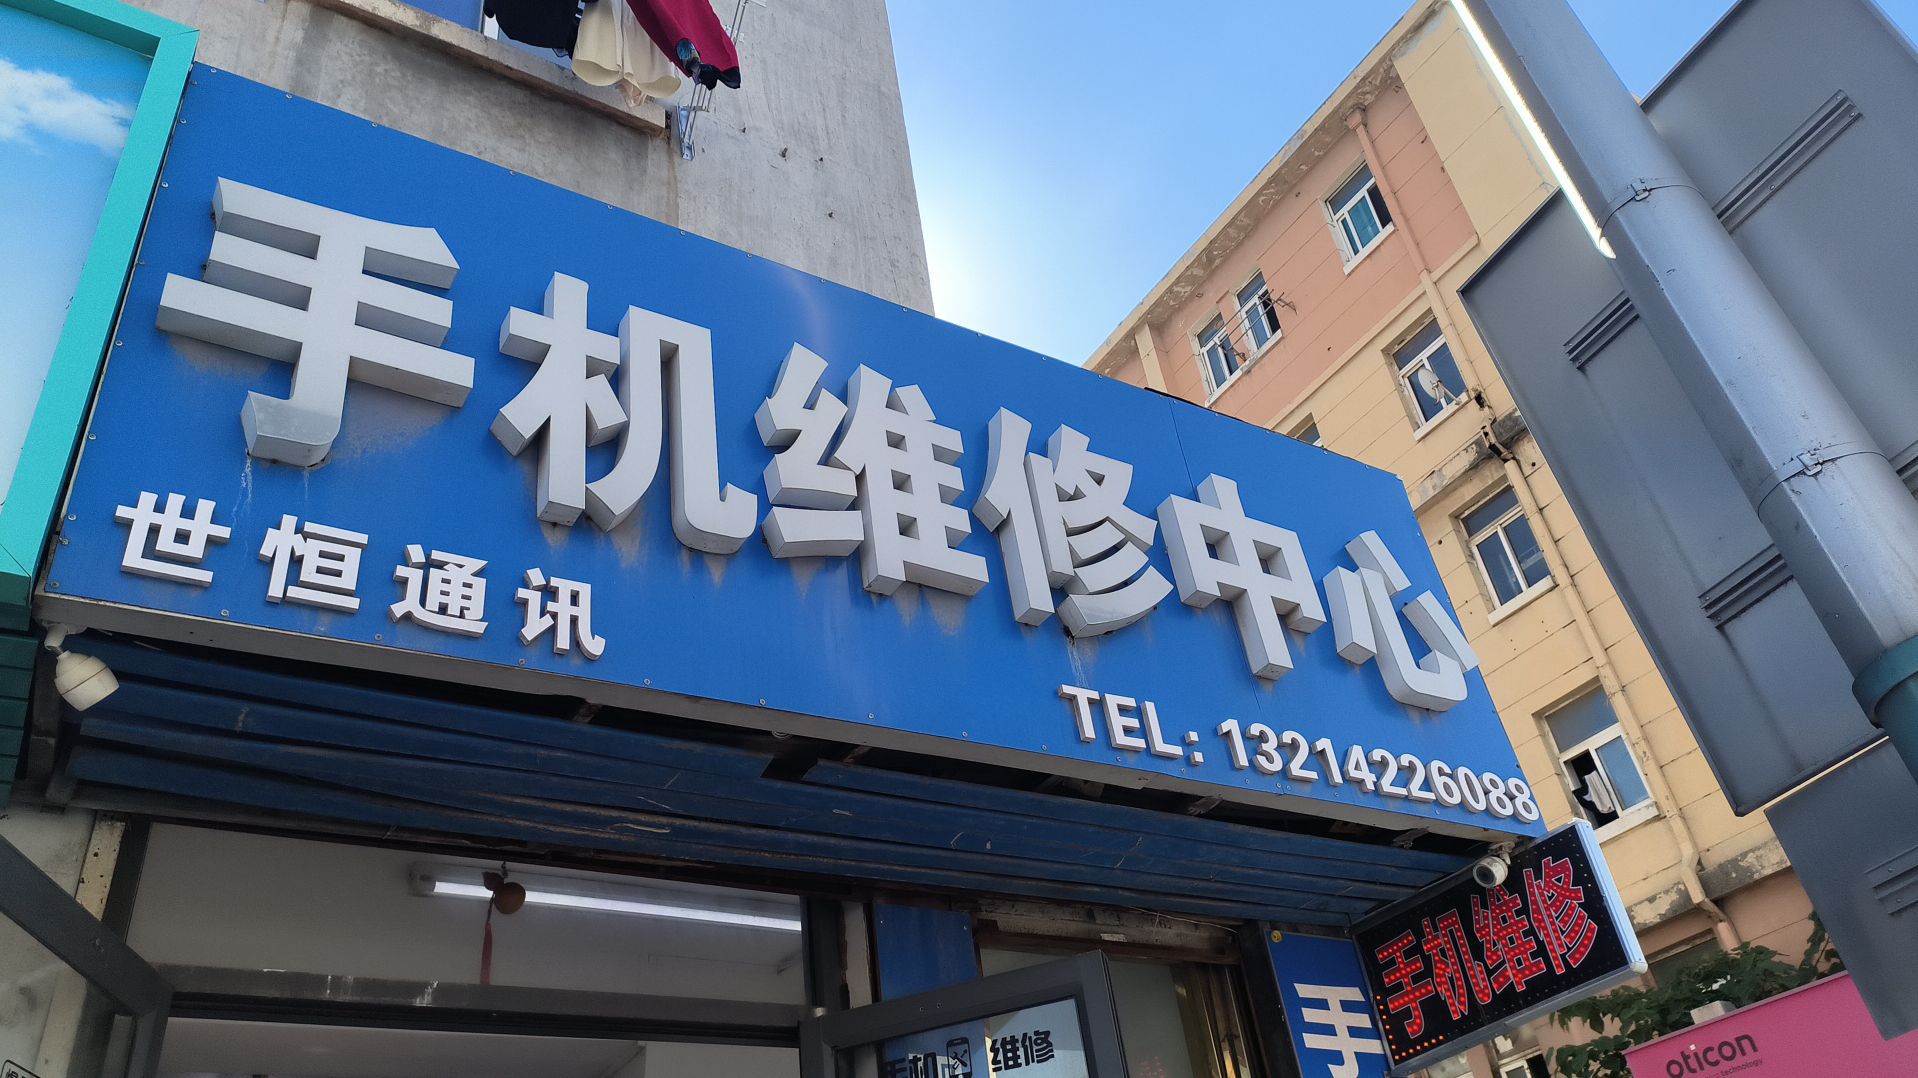 手机维修中心
世恒通讯
TEL: 13214226088
手机维修
手
手机 维修
oticon
technology